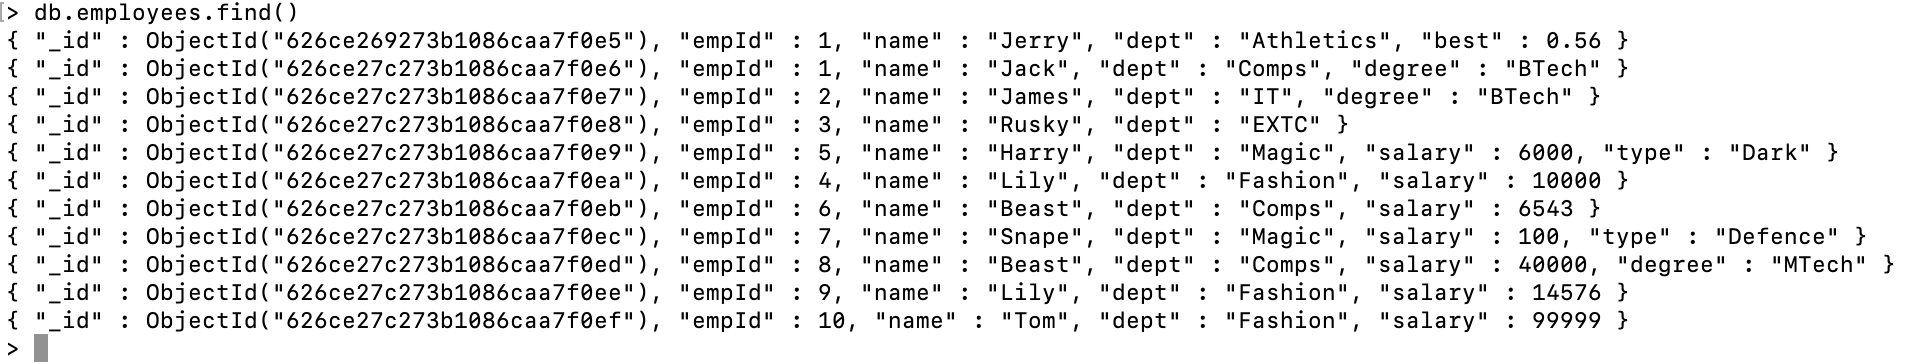 > db.employees.find()
{ "_id" : ObjectId("626ce269273b1086caa7f0e5"), "empId" : 1, "name" : "Jerry", "dept" : "Athletics", "best" : 0.56 }
{ "_id" : ObjectId("626ce27c273b1086caa7f0e6"), "empId" : 1, "name" : "Jack", "dept" : "Comps", "degree" : "BTech" }
{ "_id" : ObjectId("626ce27c273b1086caa7f0e7"), "empId" : 2, "name" : "James", "dept" : "IT", "degree" : "BTech" }
{ "_id" : ObjectId("626ce27c273b1086caa7f0e8"), "empId" : 3, "name" : "Rusky", "dept" : "EXTC" }
{ "_id" : ObjectId("626ce27c273b1086caa7f0e9"), "empId" : 5, "name" : "Harry", "dept" : "Magic", "salary" : 6000, "type" : "Dark" }
{ "_id" : ObjectId("626ce27c273b1086caa7f0ea"), "empId" : 4, "name" : "Lily", "dept" : "Fashion", "salary" : 10000 }
{ "_id" : ObjectId("626ce27c273b1086caa7f0eb"), "empId" : 6, "name" : "Beast", "dept" : "Comps", "salary" : 6543 }
{ "_id" : ObjectId("626ce27c273b1086caa7f0ec"), "empId" : 7, "name" : "Snape", "dept" : "Magic", "salary" : 100, "type" : "Defence" }
{ "_id" : ObjectId("626ce27c273b1086caa7f0ed"), "empId" : 8, "name" : "Beast", "dept" : "Comps", "salary" : 40000, "degree" : "MTech" }
{ "_id" : ObjectId("626ce27c273b1086caa7f0ee"), "empId" : 9, "name" : "Lily", "dept" : "Fashion", "salary" : 14576 }
{ "_id" : ObjectId("626ce27c273b1086caa7f0ef"), "empId" : 10, "name" : "Tom", "dept" : "Fashion", "salary" : 99999 }
>